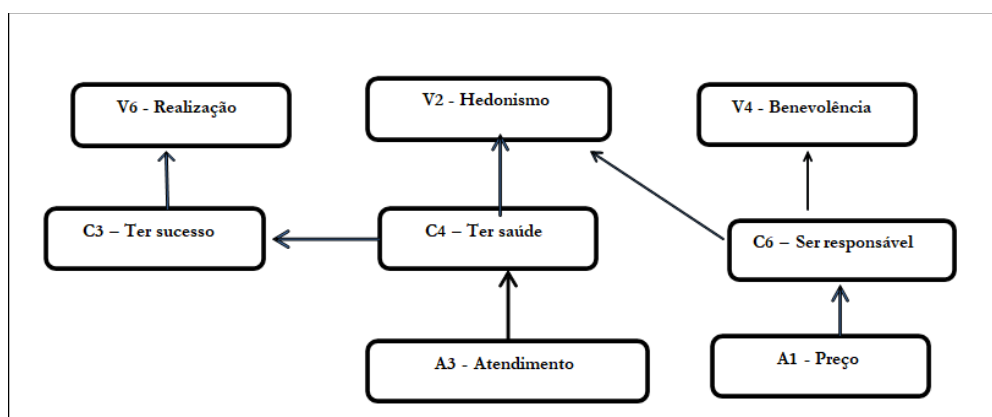 V6 - Realização
V2 - Hedonismo
V4 - Benevolência
C3 – Ter sucesso
C4 – Ter saúde
C6 – Ser responsável
A3 - Atendimento
A1 - Preço